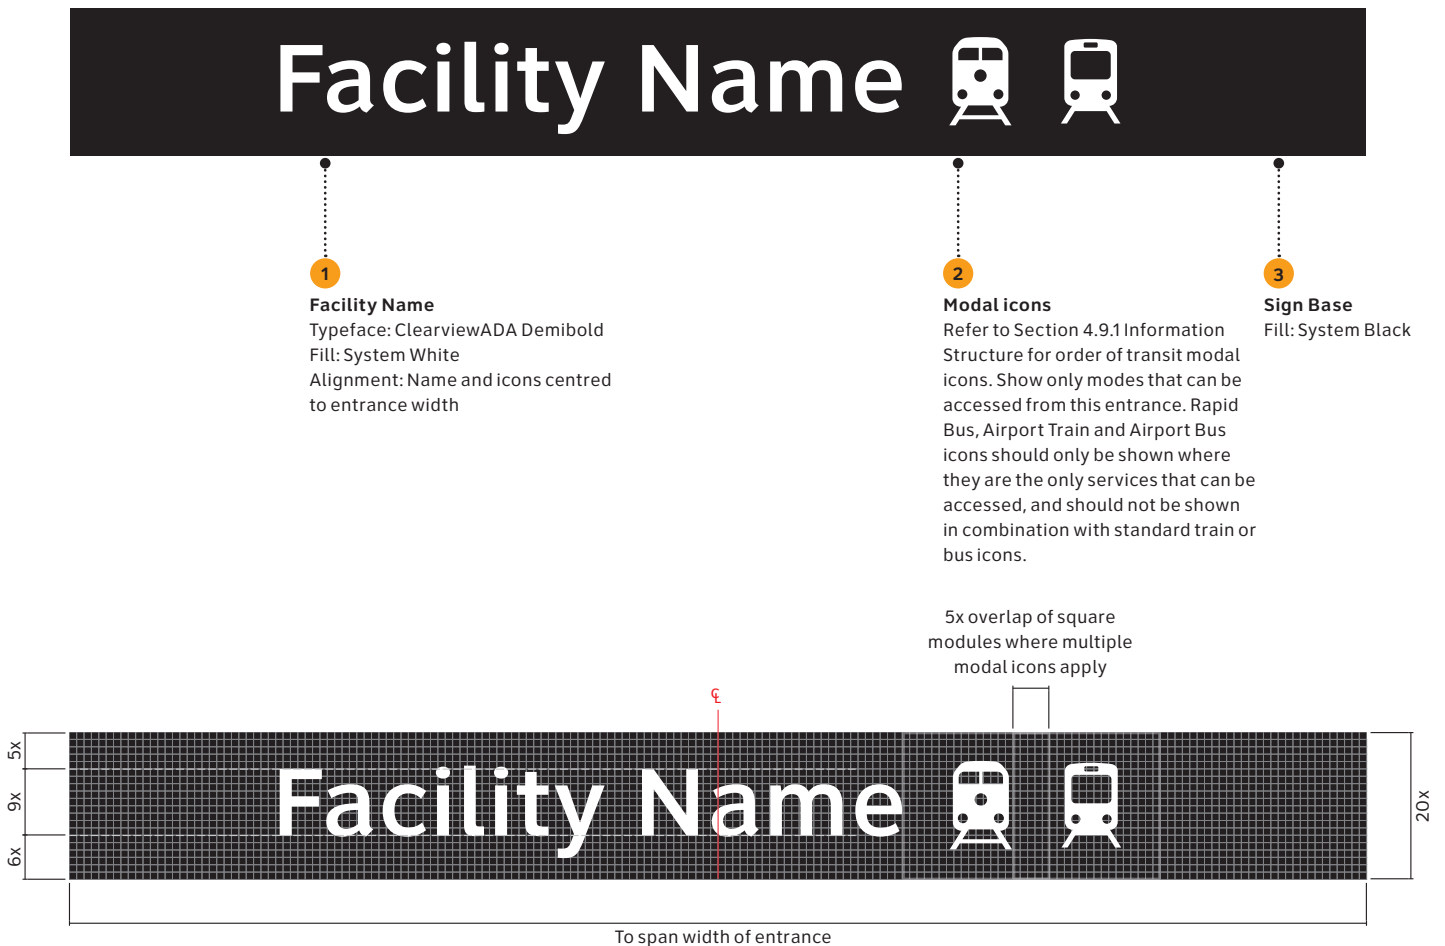 Facility Name
1
Facility Name
Typeface: ClearviewADA Demibold
Fill: System White
Alignment: Name and icons centred
to entrance width
2
Modal icons
Refer to Section 4.9.1 Information
Structure for order of transit modal
icons. Show only modes that can be
accessed from this entrance. Rapid
Bus, Airport Train and Airport Bus
icons should only be shown where
they are the only services that can be
accessed, and should not be shown
in combination with standard train or
bus icons.
3
Sign Base
Fill: System Black
5x overlap of square
modules where multiple
modal icons apply
℄
5x
9x
6x
Facility Name
20x
To span width of entrance